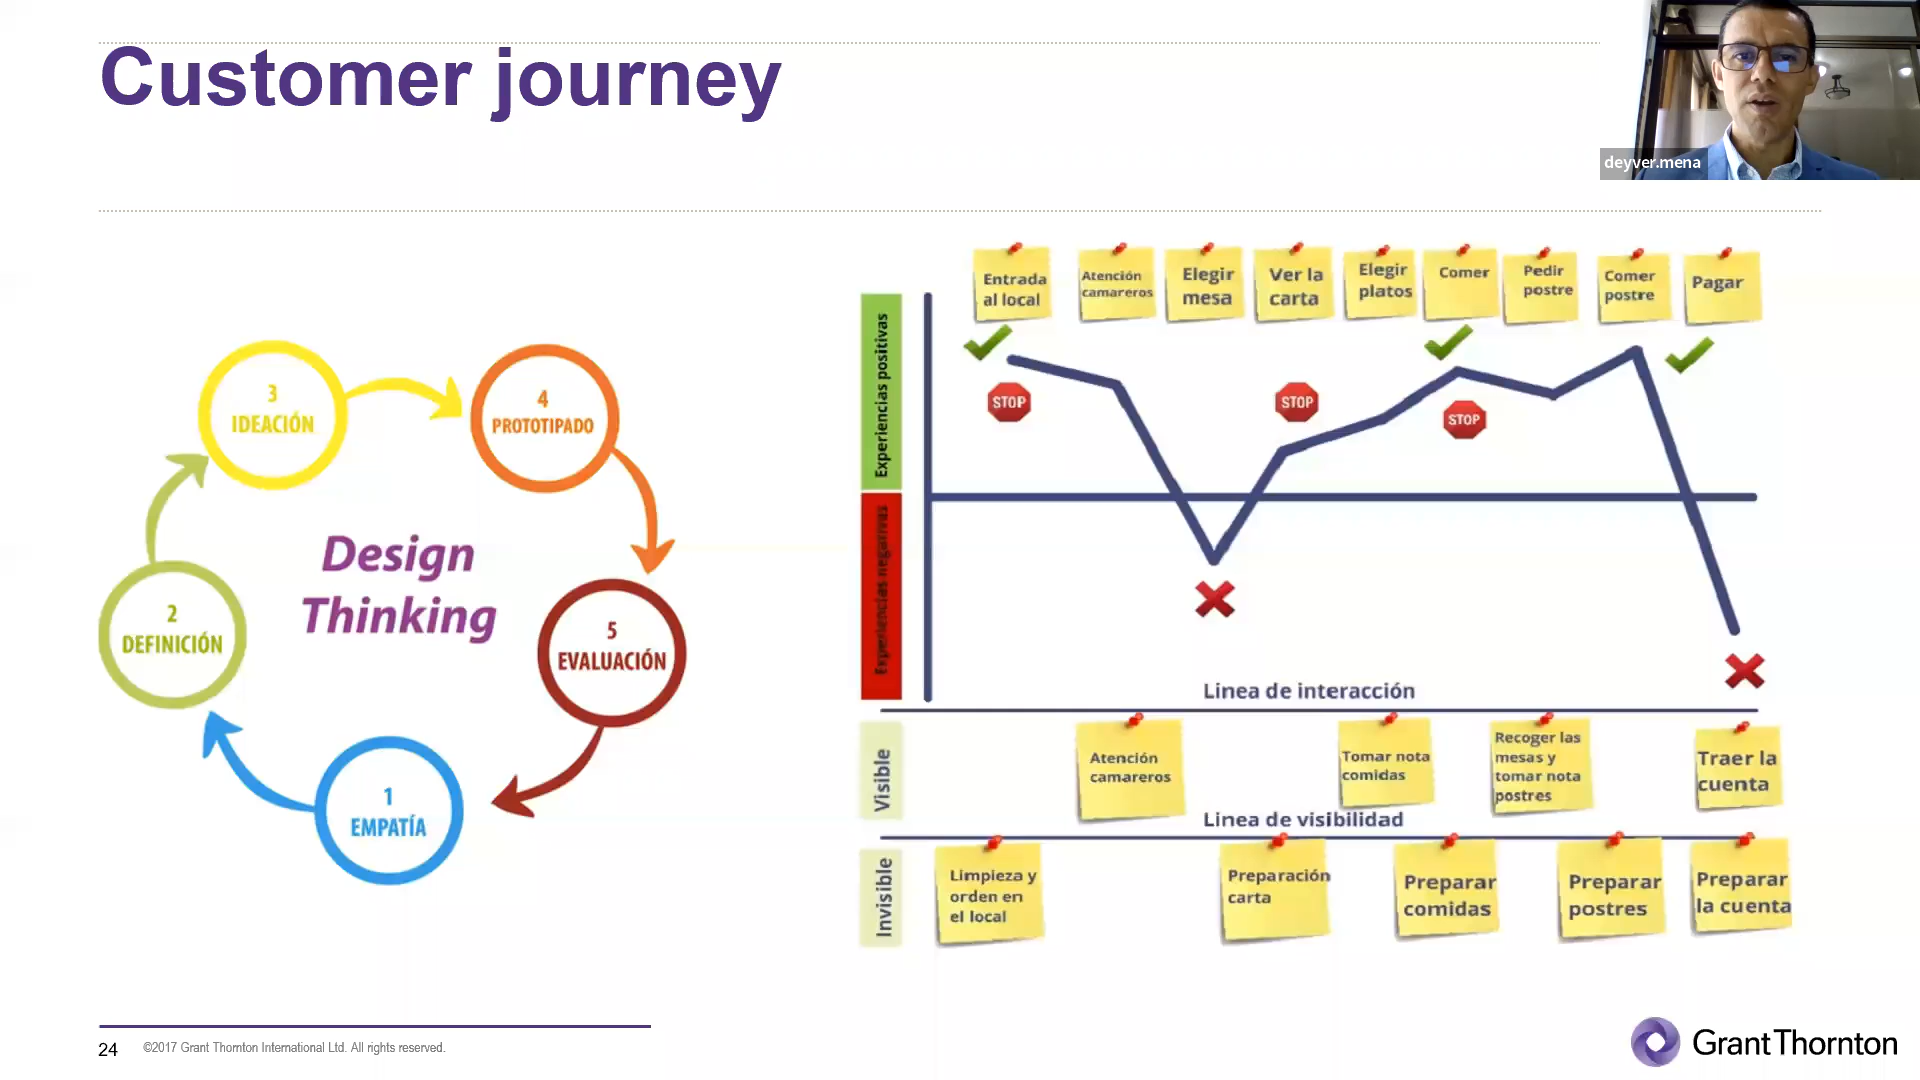 Customer journey
deyver.mena
3
IDEACIÓN
4
PROTOTIPADO
Design
Thinking
2
DEFINICIÓN
5
EVALUACIÓN
1
EMPATÍA
Entrada
al local
Atención
camareros
Elegir
mesa
Ver la
carta
Elegir
platos
Comer
Pedir
postre
Comer
postre
Pagar
Experiencias positivas
Experiencias negativas
STOP
STOP
STOP
Linea de interacción
Visible
Atención
camareros
Tomar nota
comidas
Recoger las
mesas y
tomar nota
postres
Traer la
cuenta
Linea de visibilidad
Invisible
Limpieza y
orden en
el local
Preparación
carta
Preparar
comidas
Preparar
postres
Preparar
la cuenta
24
©2017 Grant Thornton International Ltd. All rights reserved.
Grant Thornton